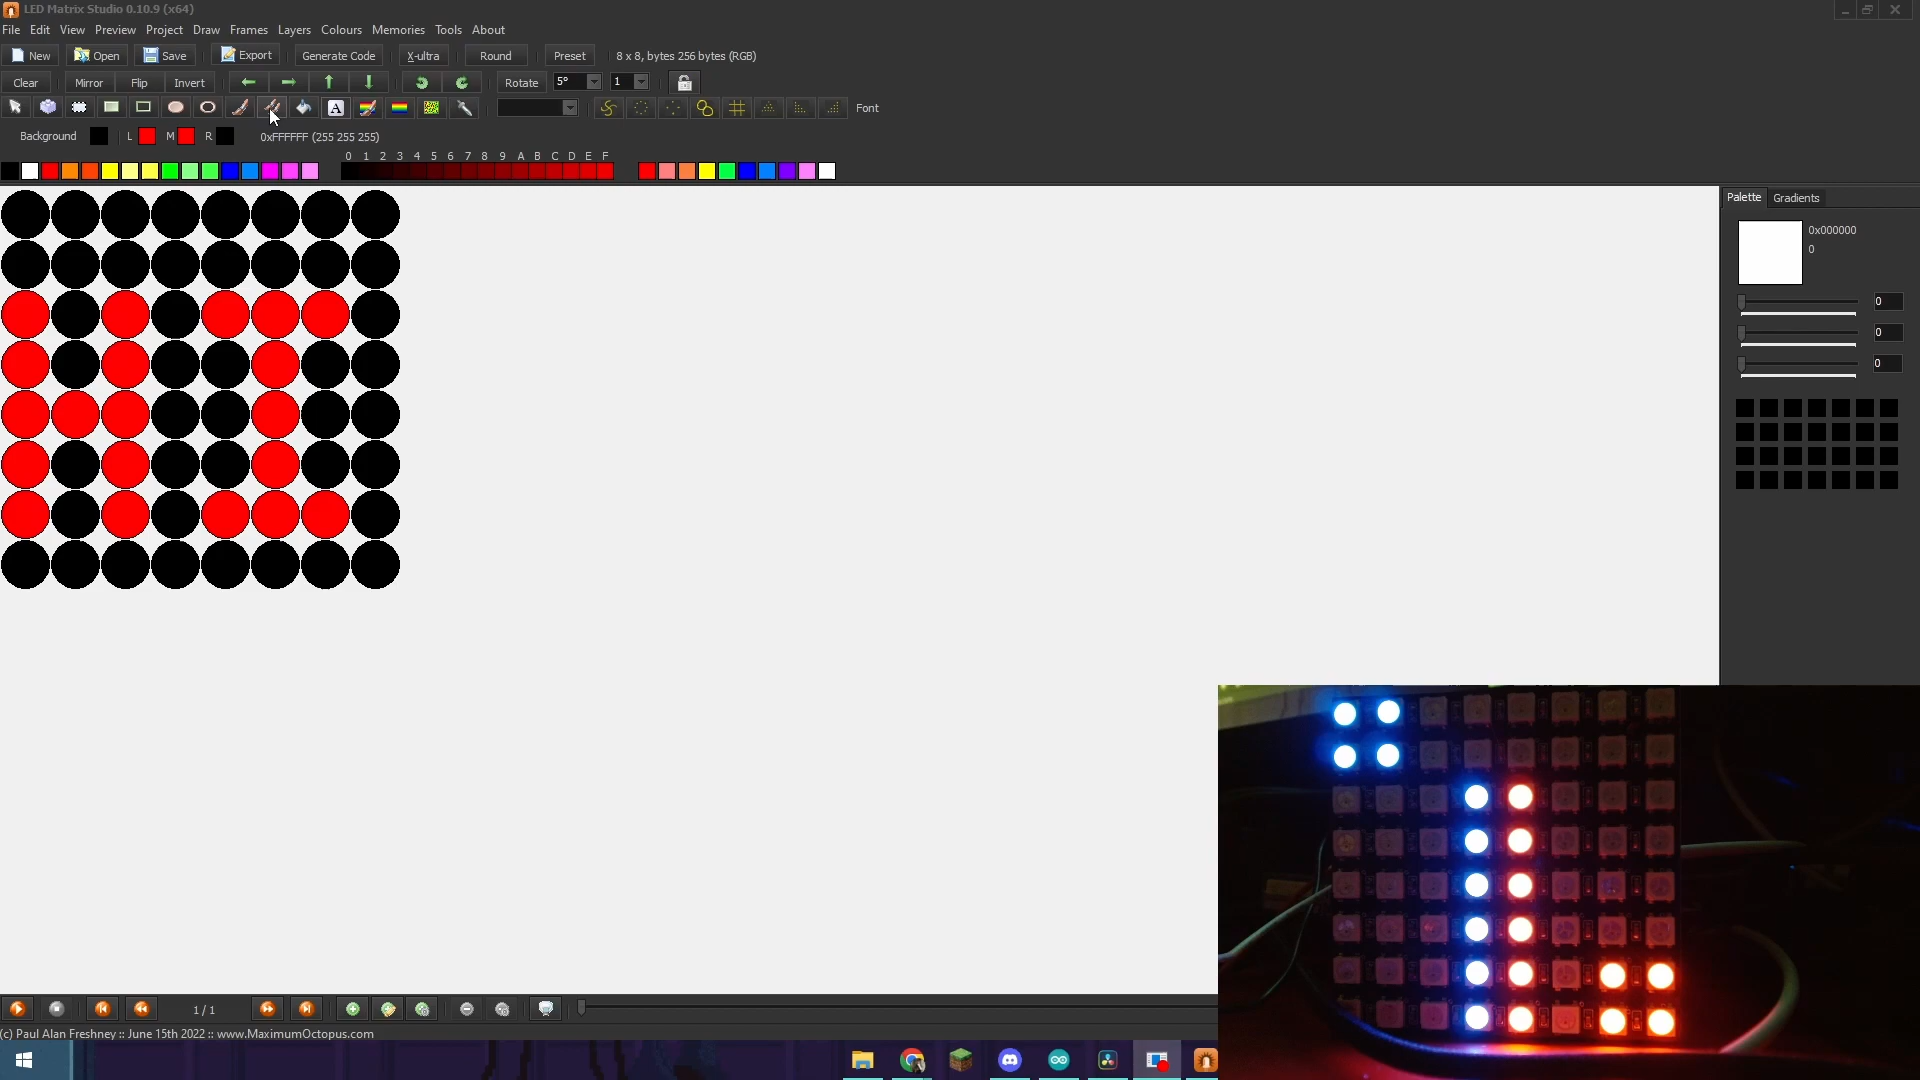 LED Matrix Studio 0.10.9 (x64)
File Edit View Preview Project Draw Frames Layers Colours Memories Tools About
New Open Save Export Generate Code X-ultra Round Preset 8 x 8, bytes 256 bytes (RGB)
Clear Mirror Flip Invert Rotate 5° 1
A Font
Background L M R 0xFFFFFF (255 255 255)
0 1 2 3 4 5 6 7 8 9 A B C D E F
Palette Gradients
0x000000
0
0
0
0
HI
1 / 1
(c) Paul Alan Freshney :: June 15th 2022 :: www.MaximumOctopus.com